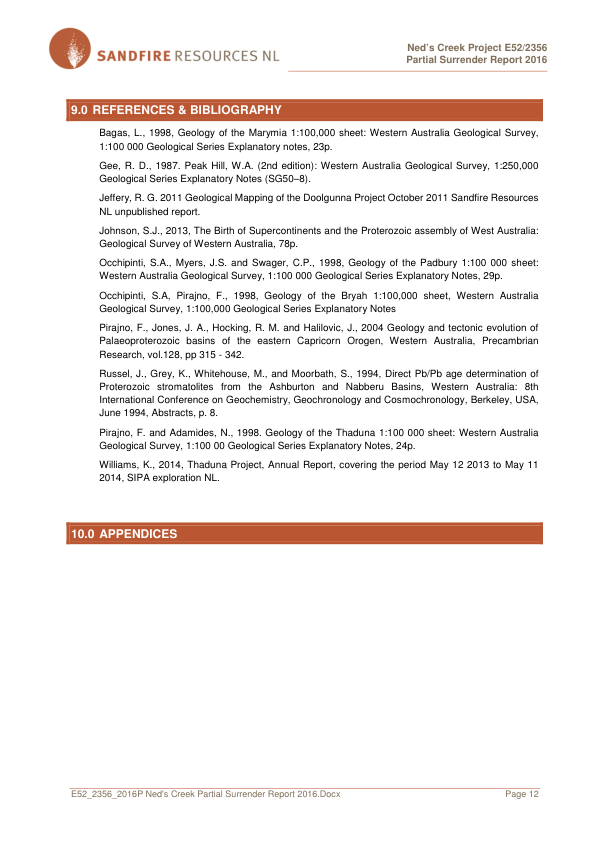 SANDFIRE RESOURCES NL
Ned's Creek Project E52/2356
Partial Surrender Report 2016
9.0 REFERENCES & BIBLIOGRAPHY
Bagas, L., 1998, Geology of the Marymia 1:100,000 sheet: Western Australia Geological Survey,
1:100 000 Geological Series Explanatory notes, 23p.
Gee, R. D., 1987. Peak Hill, W.A. (2nd edition): Western Australia Geological Survey, 1:250,000
Geological Series Explanatory Notes (SG50–8).
Jeffery, R. G. 2011 Geological Mapping of the Doolgunna Project October 2011 Sandfire Resources
NL unpublished report.
Johnson, S.J., 2013, The Birth of Supercontinents and the Proterozoic assembly of West Australia:
Geological Survey of Western Australia, 78p.
Occhipinti, S.A., Myers, J.S. and Swager, C.P., 1998, Geology of the Padbury 1:100 000 sheet:
Western Australia Geological Survey, 1:100 000 Geological Series Explanatory Notes, 29p.
Occhipinti, S.A, Pirajno, F., 1998, Geology of the Bryah 1:100,000 sheet, Western Australia
Geological Survey, 1:100,000 Geological Series Explanatory Notes
Pirajno, F., Jones, J. A., Hocking, R. M. and Halilovic, J., 2004 Geology and tectonic evolution of
Palaeoproterozoic basins of the eastern Capricorn Orogen, Western Australia, Precambrian
Research, vol.128, pp 315 - 342.
Russel, J., Grey, K., Whitehouse, M., and Moorbath, S., 1994, Direct Pb/Pb age determination of
Proterozoic stromatolites from the Ashburton and Nabberu Basins, Western Australia: 8th
International Conference on Geochemistry, Geochronology and Cosmochronology, Berkeley, USA,
June 1994, Abstracts, p. 8.
Pirajno, F. and Adamides, N., 1998. Geology of the Thaduna 1:100 000 sheet: Western Australia
Geological Survey, 1:100 00 Geological Series Explanatory Notes, 24p.
Williams, K., 2014, Thaduna Project, Annual Report, covering the period May 12 2013 to May 11
2014, SIPA exploration NL.
10.0 APPENDICES
E52_2356_2016P Ned's Creek Partial Surrender Report 2016.Docx
Page 12